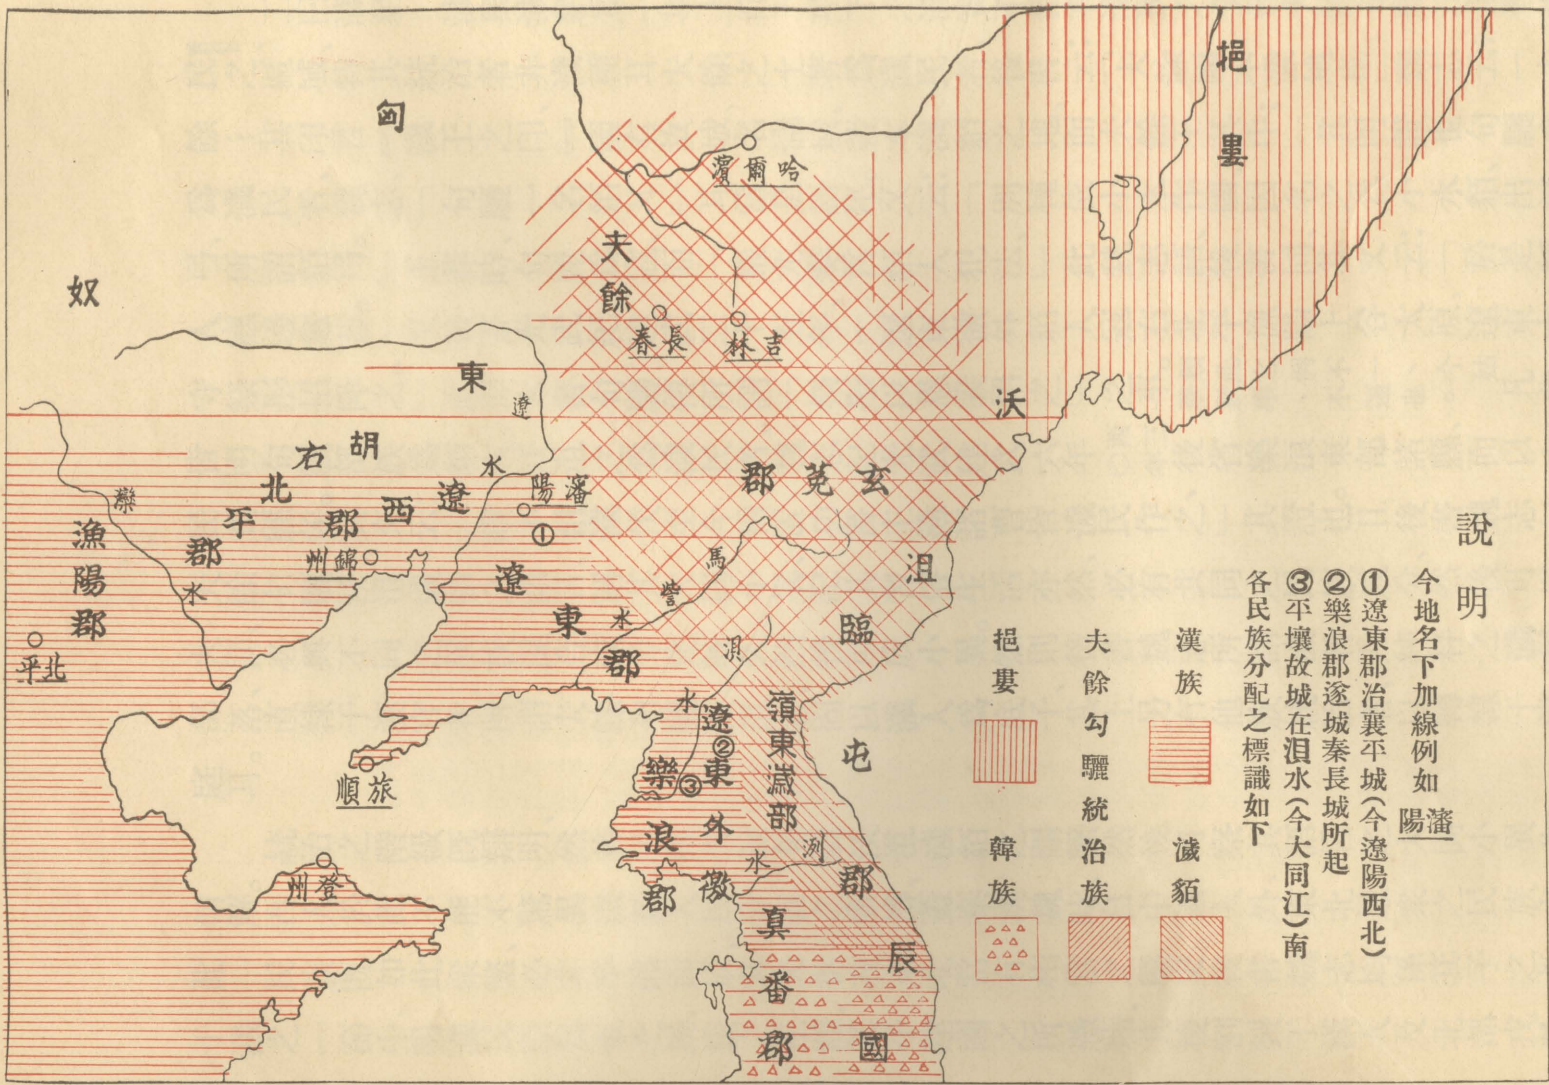 說明
今地名下加線例如瀋陽
①遼東郡治襄平城(今遼陽西北)
②樂浪郡遂城秦長城所起
③平壤故城在浿水(今大同江)南
各民族分配之標識如下
漢族
濊貊
夫餘勾驪統治族
挹婁
韓族
挹婁
匈奴
哈爾濱
夫餘
長春
吉林
東胡
遼水
沃沮
玄菟郡
右北平郡
遼西郡
瀋陽
①
錦州
灤水
漁陽郡
北平
遼東郡
馬訾水
浿水
臨屯郡
嶺東濊部
遼東外徼
②
③
樂浪郡
旅順
登州
洌水
真番郡
辰國